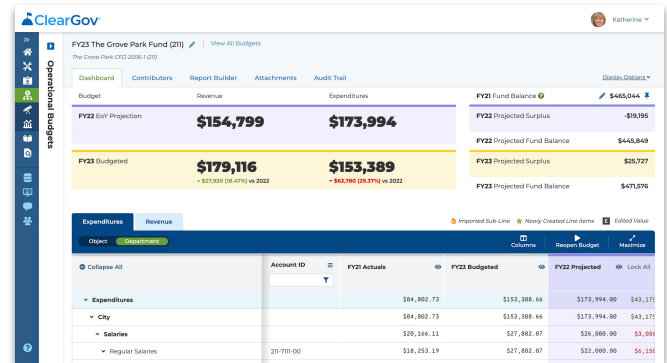 ClearGov
Katherine
FY23 The Grove Park Fund (211)
View All Budgets
The Grove Park CFD 2006-1 (211)
Operational Budgets
Dashboard Contributors Report Builder Attachments Audit Trail
Display Options
Budget Revenue Expenditures
FY21 Fund Balance $465,044
FY22 EoY Projection $154,799 $173,994
FY22 Projected Surplus -$19,195
FY22 Projected Fund Balance $445,849
FY23 Budgeted $179,116 $153,389
+ $27,920 (18.47%) vs 2022
$63,780 (29.37%) vs 2022
FY23 Projected Surplus $25,727
FY23 Projected Fund Balance $471,576
Expenditures Revenue
Imported Sub-Line Newly Created Line items E Edited Value
Object Department
Columns Reopen Budget Maximize
Collapse All
Account ID FY21 Actuals FY23 Budgeted FY22 Projected Lock All
Expenditures $84,802.73 $153,388.66 $173,994.00 $43,175
City $84,802.73 $153,388.66 $173,994.00 $43,175
Salaries $20,166.11 $27,882.07 $26,000.00 $3,050
Regular Salaries 211-7111-00 $18,253.19 $27,882.07 $22,000.00 $6,150